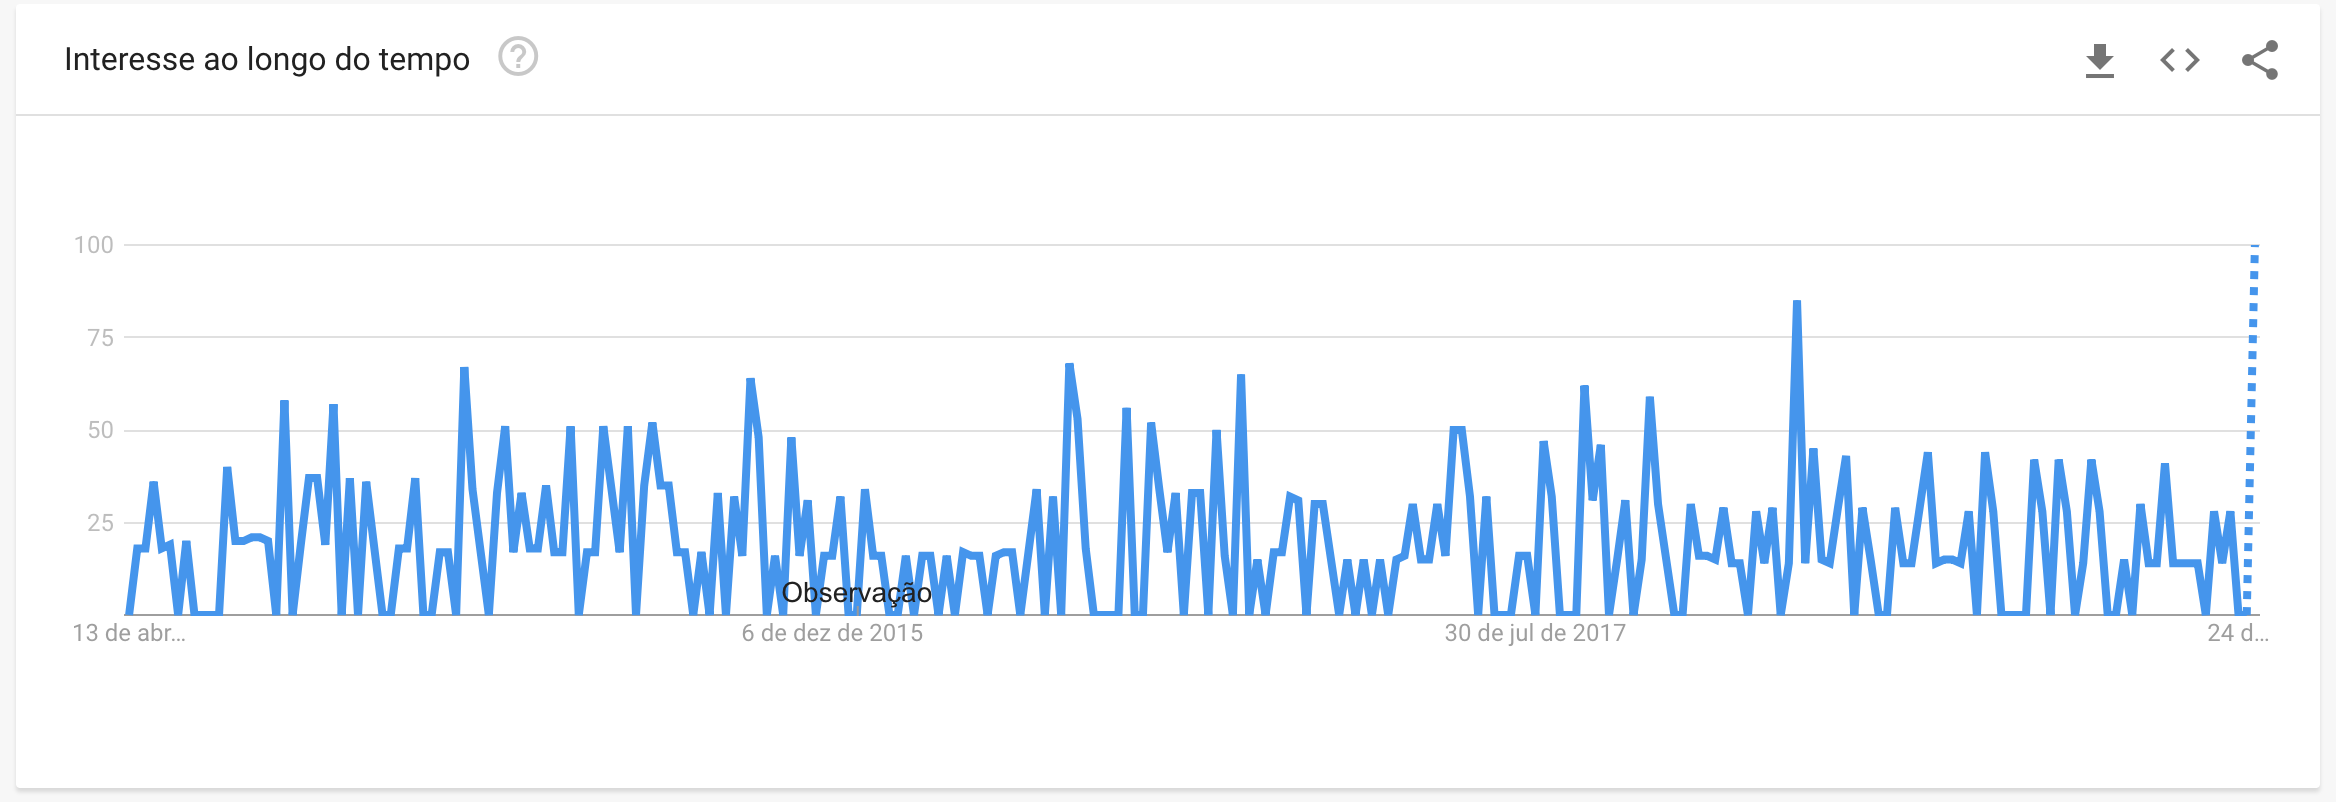 Interesse ao longo do tempo ?
100
75
50
25
Observação
13 de abr... 6 de dez de 2015 30 de jul de 2017 24 d...